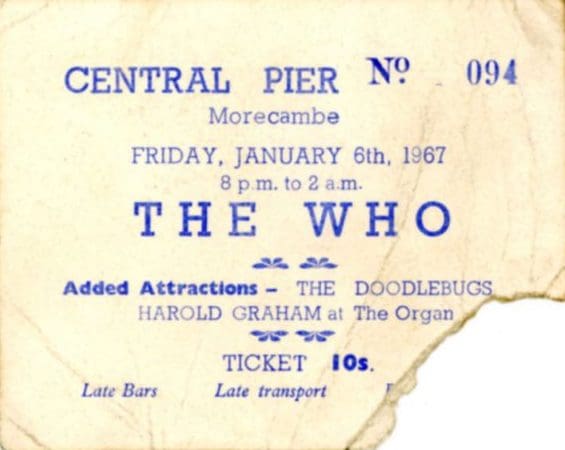 CENTRAL PIER Nº 094
Morecambe
FRIDAY, JANUARY 6th, 1967
8 p.m. to 2 a.m.
THE WHO
Added Attractions – THE DOODLEBUGS
HAROLD GRAHAM at The Organ
TICKET 10s.
Late Bars Late transport